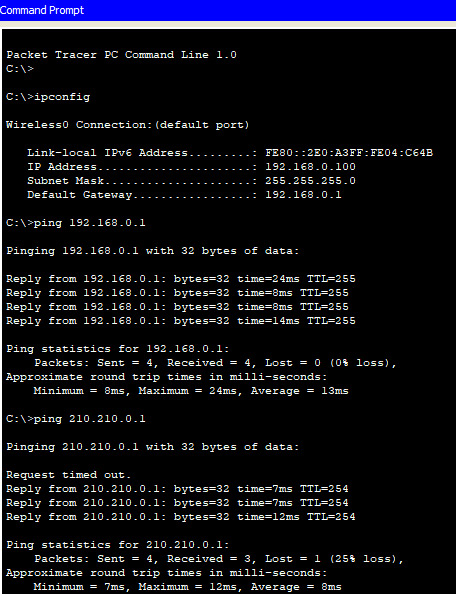 Command Prompt
Packet Tracer PC Command Line 1.0
C:\>
C:\>ipconfig
Wireless0 Connection:(default port)
Link-local IPv6 Address.........: FE80::2E0:A3FF:FE04:C64B
IP Address......................: 192.168.0.100
Subnet Mask.....................: 255.255.255.0
Default Gateway.................: 192.168.0.1
C:\>ping 192.168.0.1
Pinging 192.168.0.1 with 32 bytes of data:
Reply from 192.168.0.1: bytes=32 time=24ms TTL=255
Reply from 192.168.0.1: bytes=32 time=8ms TTL=255
Reply from 192.168.0.1: bytes=32 time=8ms TTL=255
Reply from 192.168.0.1: bytes=32 time=14ms TTL=255
Ping statistics for 192.168.0.1:
Packets: Sent = 4, Received = 4, Lost = 0 (0% loss),
Approximate round trip times in milli-seconds:
Minimum = 8ms, Maximum = 24ms, Average = 13ms
C:\>ping 210.210.0.1
Pinging 210.210.0.1 with 32 bytes of data:
Request timed out.
Reply from 210.210.0.1: bytes=32 time=7ms TTL=254
Reply from 210.210.0.1: bytes=32 time=7ms TTL=254
Reply from 210.210.0.1: bytes=32 time=12ms TTL=254
Ping statistics for 210.210.0.1:
Packets: Sent = 4, Received = 3, Lost = 1 (25% loss),
Approximate round trip times in milli-seconds:
Minimum = 7ms, Maximum = 12ms, Average = 8ms